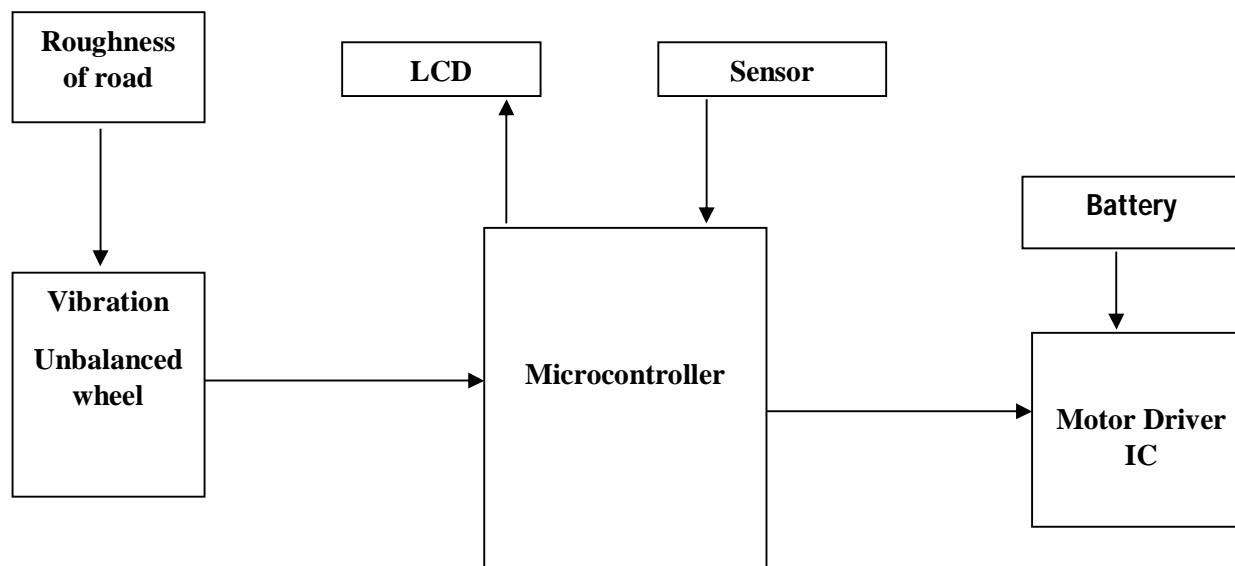 Roughness
of road
LCD
Sensor
Battery
Vibration
Unbalanced
wheel
Microcontroller
Motor Driver
IC